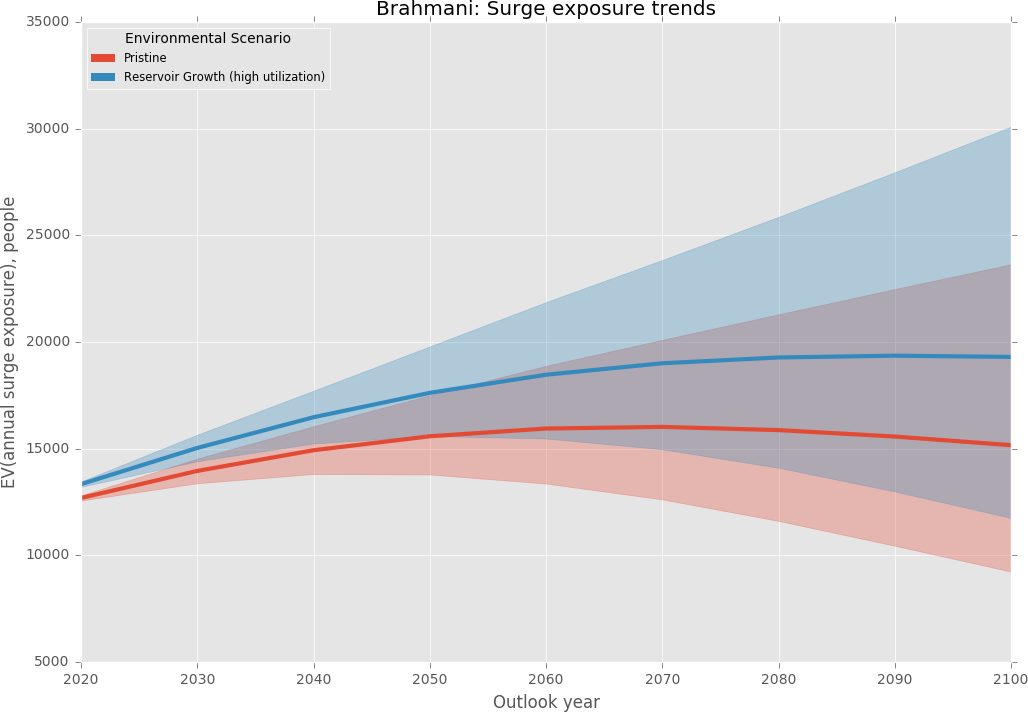 Brahmani: Surge exposure trends
Environmental Scenario
Pristine
Reservoir Growth (high utilization)
EV(annual surge exposure), people
35000
30000
25000
20000
15000
10000
5000
2020 2030 2040 2050 2060 2070 2080 2090 2100
Outlook year